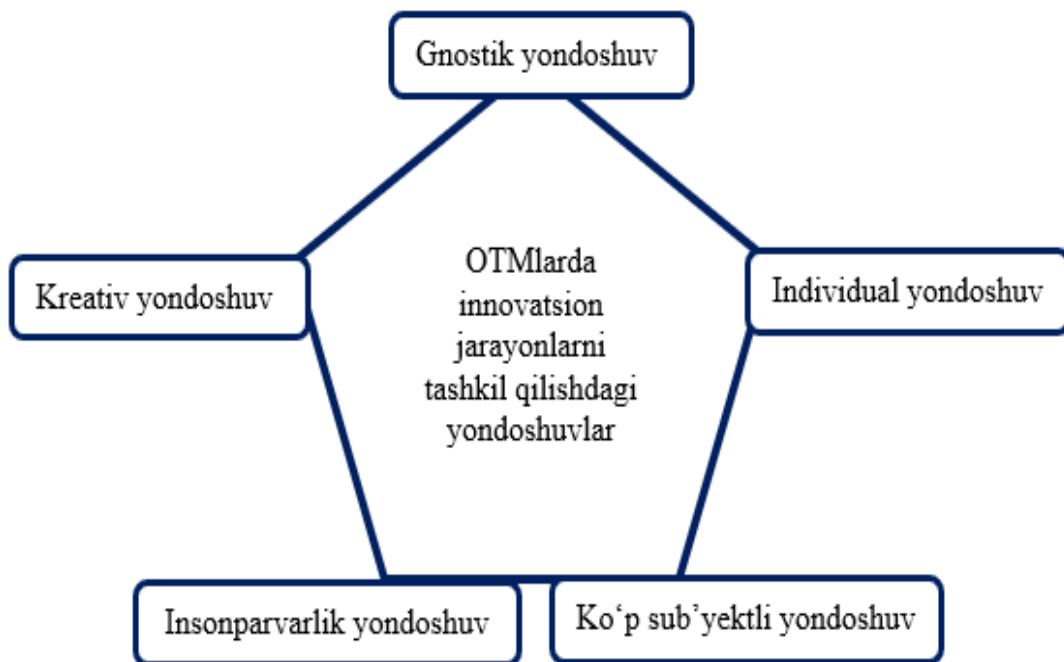 Gnostik yondoshuv
Kreativ yondoshuv
OTMlarda
innovatsion
jarayonlarni
tashkil qilishdagi
yondoshuvlar
Individual yondoshuv
Insonparvarlik yondoshuv
Ko‘p sub’yektli yondoshuv